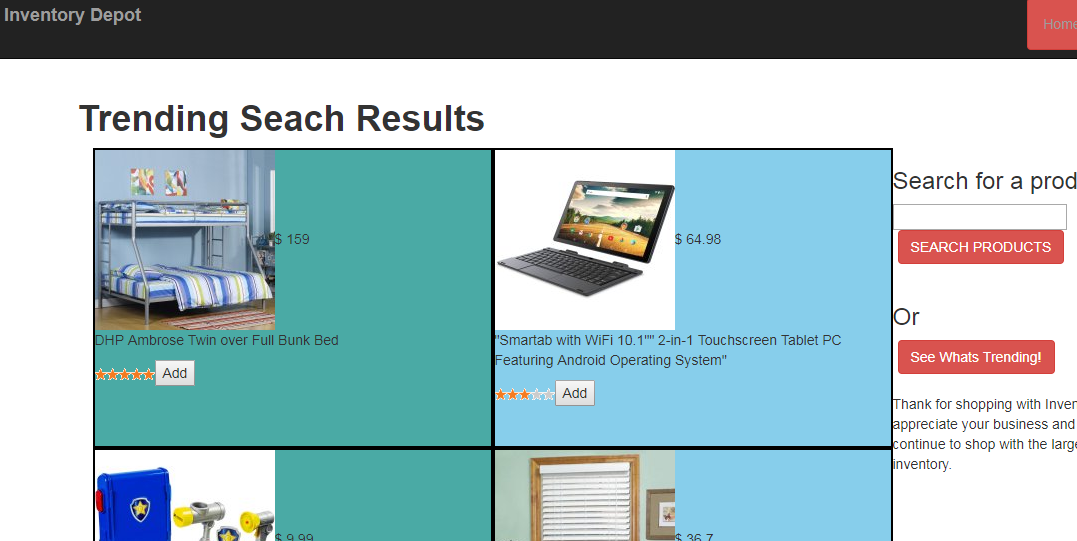 Inventory Depot
Home
Trending Seach Results
$ 159
DHP Ambrose Twin over Full Bunk Bed
Add
$ 64.98
"Smartab with WiFi 10.1"" 2-in-1 Touchscreen Tablet PC
Featuring Android Operating System"
Add
$ 9.99
$ 36.7
Search for a prod
SEARCH PRODUCTS
Or
See Whats Trending!
Thank for shopping with Inven
appreciate your business and
continue to shop with the large
inventory.